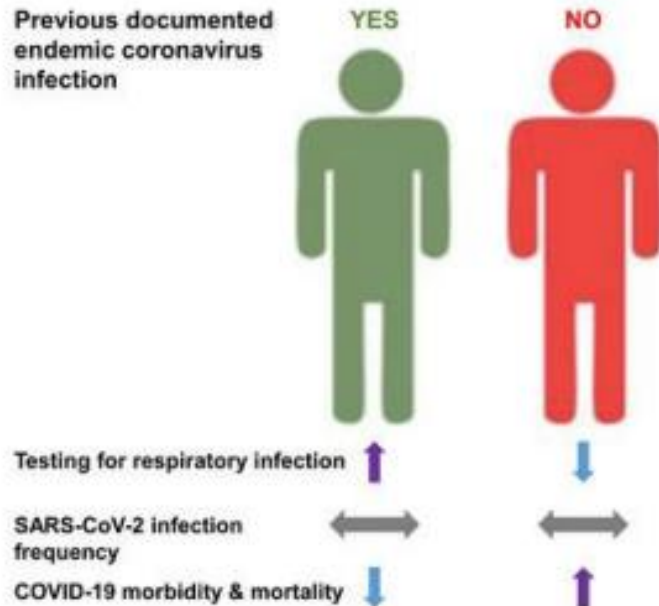 Previous documented
endemic coronavirus
infection
YES
NO
Testing for respiratory infection
SARS-CoV-2 infection
frequency
COVID-19 morbidity & mortality